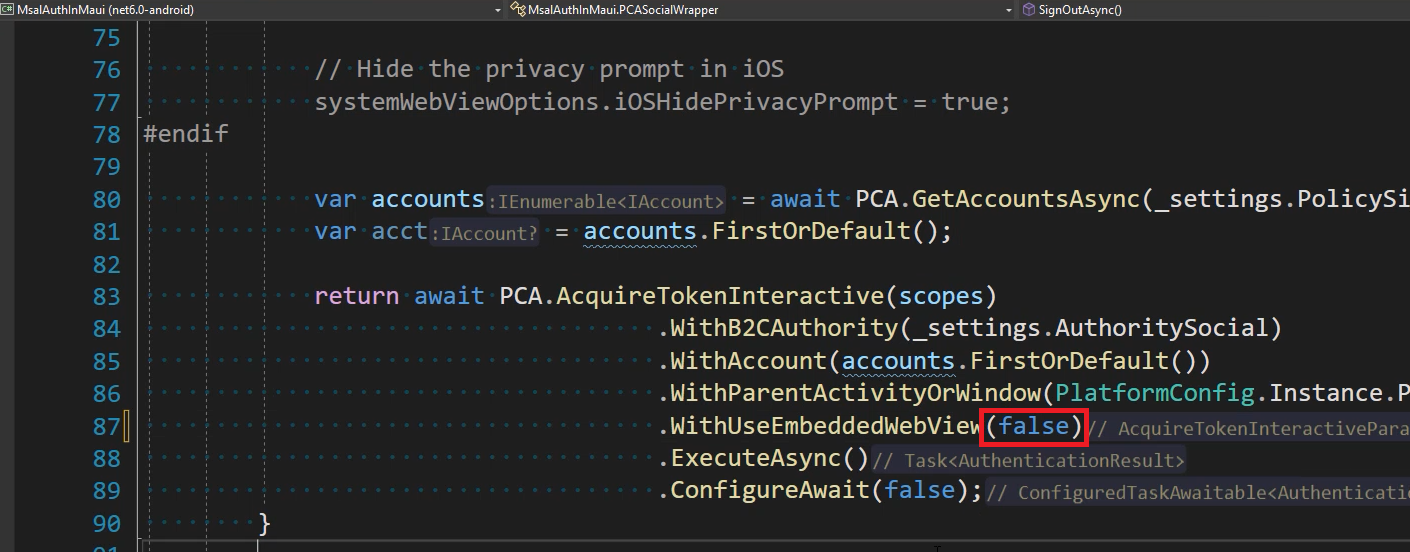 MsalAuthInMaui (net6.0-android) MsalAuthInMaui.PCASocialWrapper SignOutAsync()
75
76 // Hide the privacy prompt in iOS
77 systemWebViewOptions.iOSHidePrivacyPrompt = true;
78 #endif
79
80 var accounts:IEnumerable<IAccount> = await PCA.GetAccountsAsync(_settings.PolicySi
81 var acct:IAccount? = accounts.FirstOrDefault();
82
83 return await PCA.AcquireTokenInteractive(scopes)
84 .WithB2CAuthority(_settings.AuthoritySocial)
85 .WithAccount(accounts.FirstOrDefault())
86 .WithParentActivityOrWindow(PlatformConfig.Instance.P
87 .WithUseEmbeddedWebView(false)// AcquireTokenInteractivePara
88 .ExecuteAsync()// Task<AuthenticationResult>
89 .ConfigureAwait(false);// ConfiguredTaskAwaitable<Authenticati
90 }
91